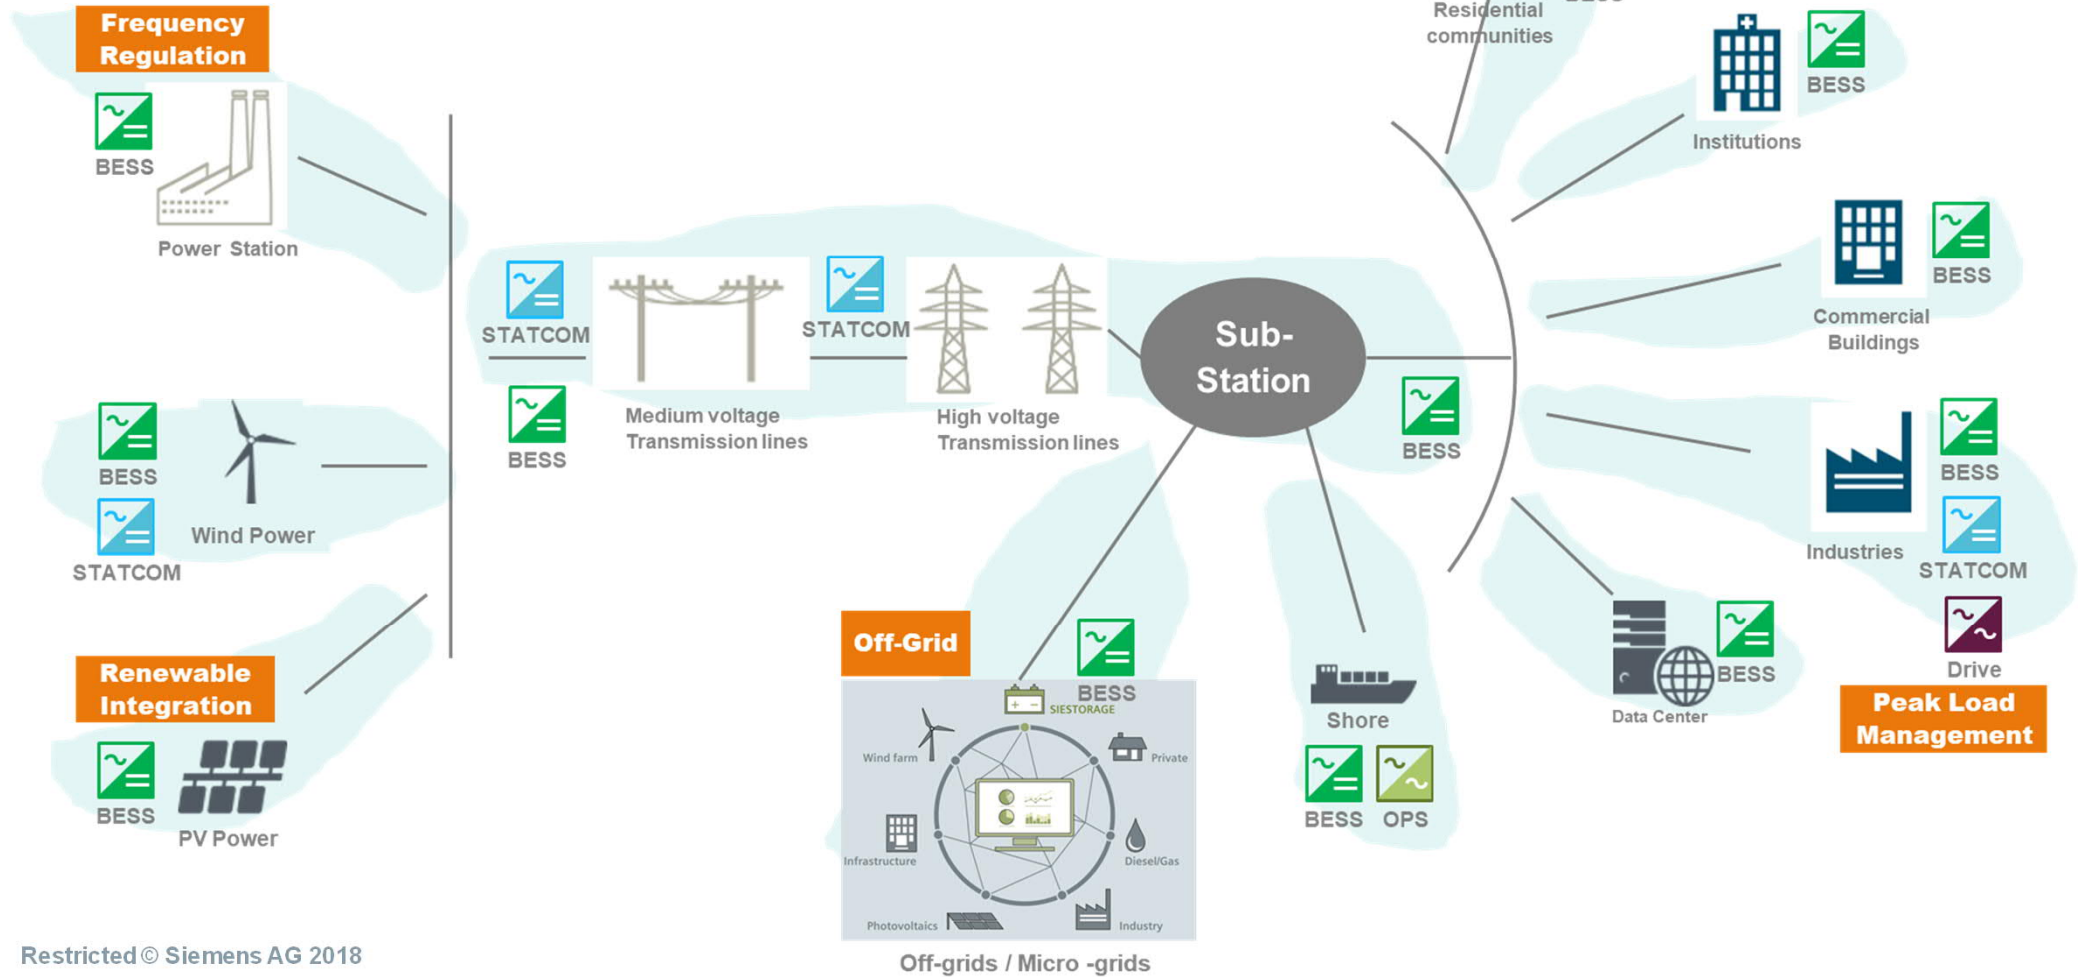 Frequency
Regulation
BESS
Power Station
BESS
Wind Power
STATCOM
Renewable
Integration
BESS
PV Power
STATCOM
BESS
Medium voltage
Transmission lines
STATCOM
High voltage
Transmission lines
Sub-
Station
BESS
Off-Grid
BESS
SIESTORAGE
Wind farm
Private
Infrastructure
Diesel/Gas
Photovoltaics
Industry
Off-grids / Micro -grids
Shore
BESS
OPS
Residential
communities
BESS
Institutions
BESS
Commercial
Buildings
BESS
Industries
STATCOM
Drive
Peak Load
Management
BESS
Data Center
Restricted © Siemens AG 2018